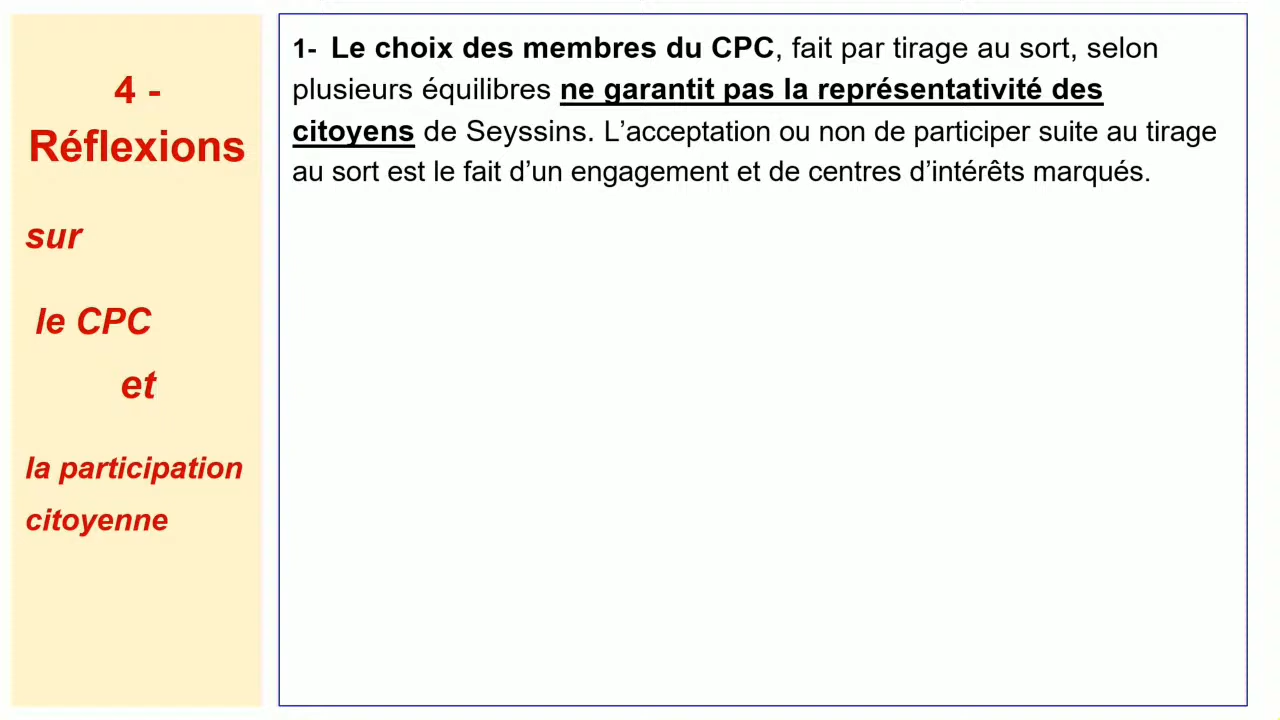 4 -
Réflexions
sur
le CPC
et
la participation
citoyenne
1- Le choix des membres du CPC, fait par tirage au sort, selon
plusieurs équilibres ne garantit pas la représentativité des
citoyens de Seyssins. L’acceptation ou non de participer suite au tirage
au sort est le fait d’un engagement et de centres d’intérêts marqués.